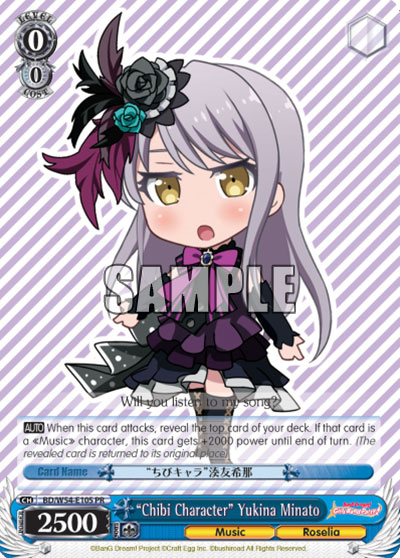 LEVEL
0
0
COST
SAMPLE
Will you listen to my song?
AUTO When this card attacks, reveal the top card of your deck. If that card is
a «Music» character, this card gets +2000 power until end of turn. (The
revealed card is returned to its original place.)
Card Name
“ちびキャラ”湊友希那
CH BD/W54-E105 PR
2500
“Chibi Character” Yukina Minato
Music
Roselia
©BanG Dream! Project ©Craft Egg Inc. ©bushiroad All Rights Reserved.